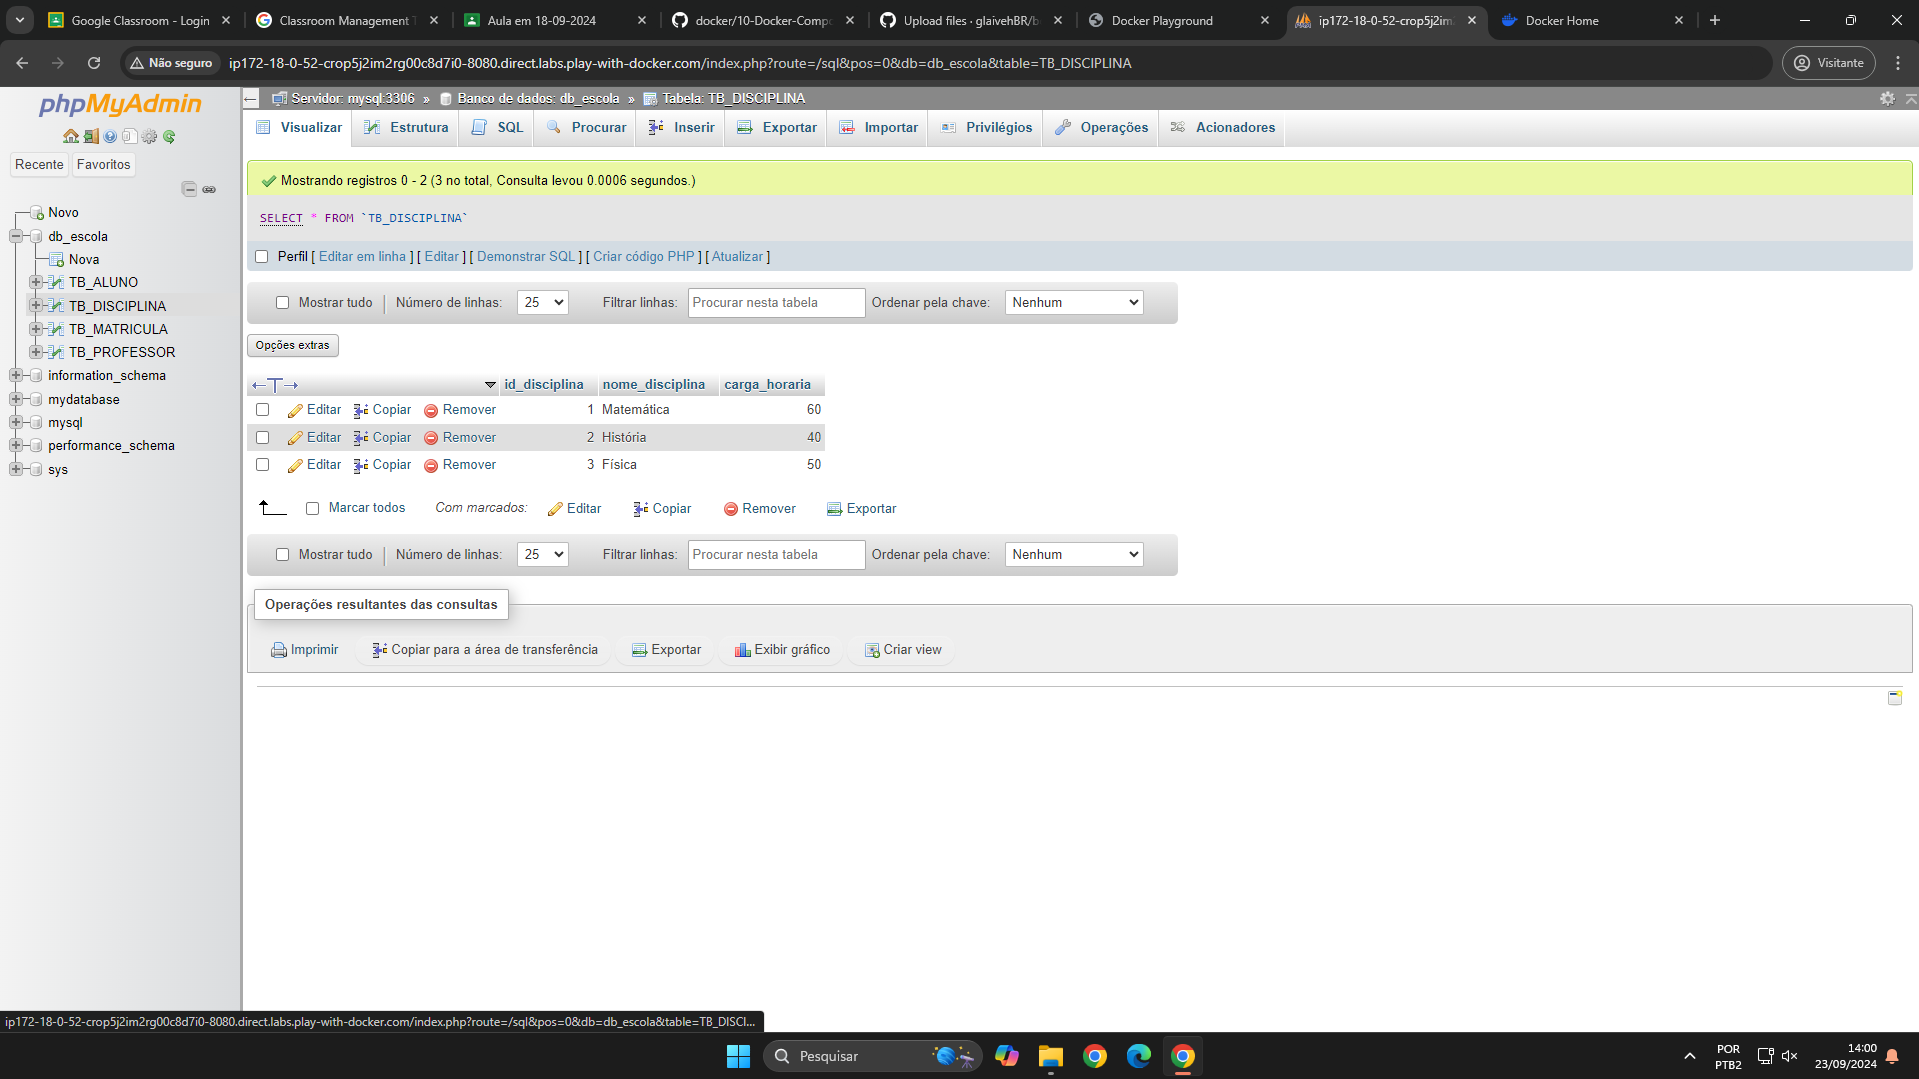 Google Classroom - Login
Classroom Management T
Aula em 18-09-2024
docker/10-Docker-Compo
Upload files · glaivehBR/b
Docker Playground
ip172-18-0-52-crop5j2im
Docker Home
Não seguro
ip172-18-0-52-crop5j2im2rg00c8d7i0-8080.direct.labs.play-with-docker.com/index.php?route=/sql&pos=0&db=db_escola&table=TB_DISCIPLINA
Visitante
phpMyAdmin
Recente
Favoritos
Novo
db_escola
Nova
TB_ALUNO
TB_DISCIPLINA
TB_MATRICULA
TB_PROFESSOR
information_schema
mydatabase
mysql
performance_schema
sys
Servidor: mysql:3306 » Banco de dados: db_escola » Tabela: TB_DISCIPLINA
Visualizar Estrutura SQL Procurar Inserir Exportar Importar Privilégios Operações Acionadores
Mostrando registros 0 - 2 (3 no total, Consulta levou 0.0006 segundos.)
SELECT * FROM `TB_DISCIPLINA`
Perfil [ Editar em linha ] [ Editar ] [ Demonstrar SQL ] [ Criar código PHP ] [ Atualizar ]
Mostrar tudo Número de linhas: 25 Filtrar linhas: Procurar nesta tabela Ordenar pela chave: Nenhum
Opções extras
←T→ id_disciplina nome_disciplina carga_horaria
Editar Copiar Remover 1 Matemática 60
Editar Copiar Remover 2 História 40
Editar Copiar Remover 3 Física 50
Marcar todos Com marcados: Editar Copiar Remover Exportar
Mostrar tudo Número de linhas: 25 Filtrar linhas: Procurar nesta tabela Ordenar pela chave: Nenhum
Operações resultantes das consultas
Imprimir Copiar para a área de transferência Exportar Exibir gráfico Criar view
ip172-18-0-52-crop5j2im2rg00c8d7i0-8080.direct.labs.play-with-docker.com/index.php?route=/sql&pos=0&db=db_escola&table=TB_DISCI...
Pesquisar
POR
PTB2
14:00
23/09/2024